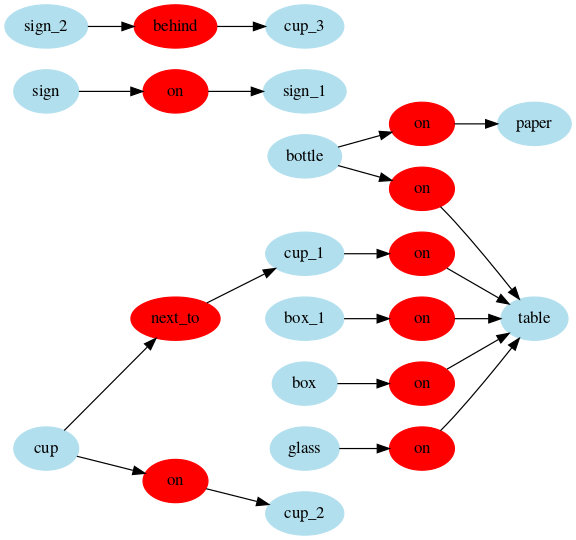 sign_2 behind cup_3
sign on sign_1
on paper
bottle
on
cup_1 on
next_to box_1 on table
box on
cup glass on
on
cup_2